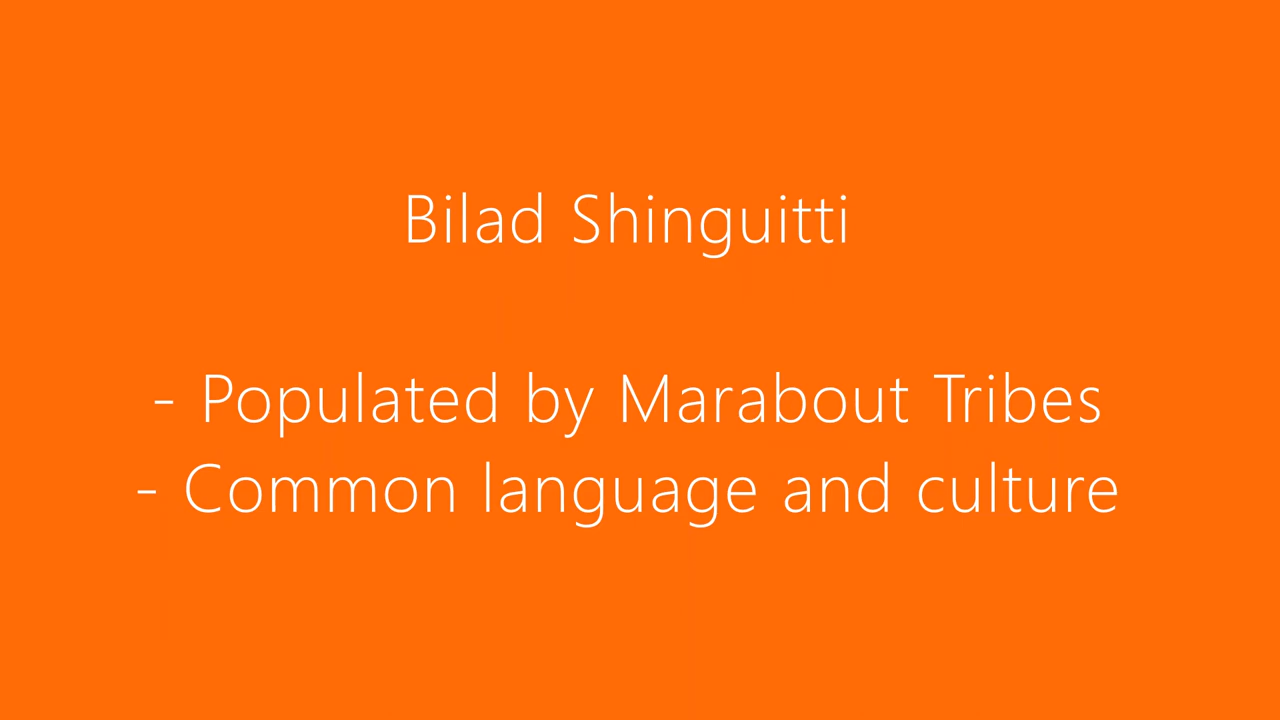 Bilad Shinguitti
- Populated by Marabout Tribes
- Common language and culture